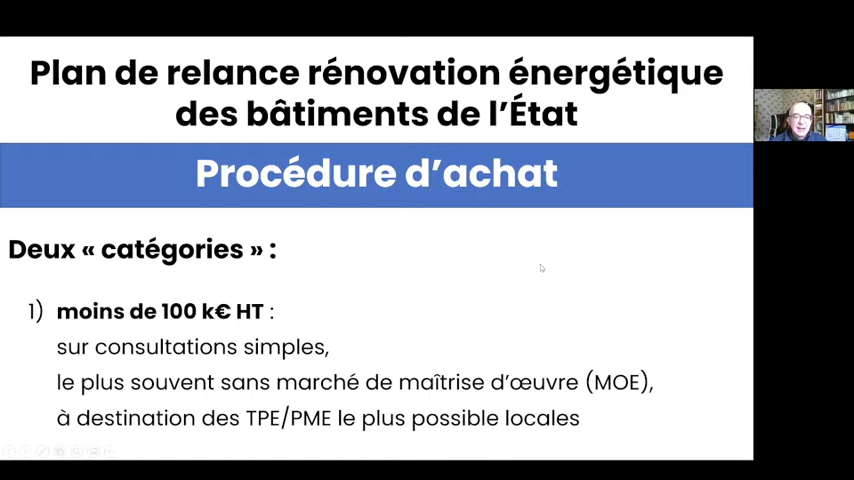 Plan de relance rénovation énergétique
des bâtiments de l’État
Procédure d’achat
Deux « catégories » :
1) moins de 100 k€ HT :
sur consultations simples,
le plus souvent sans marché de maîtrise d’œuvre (MOE),
à destination des TPE/PME le plus possible locales